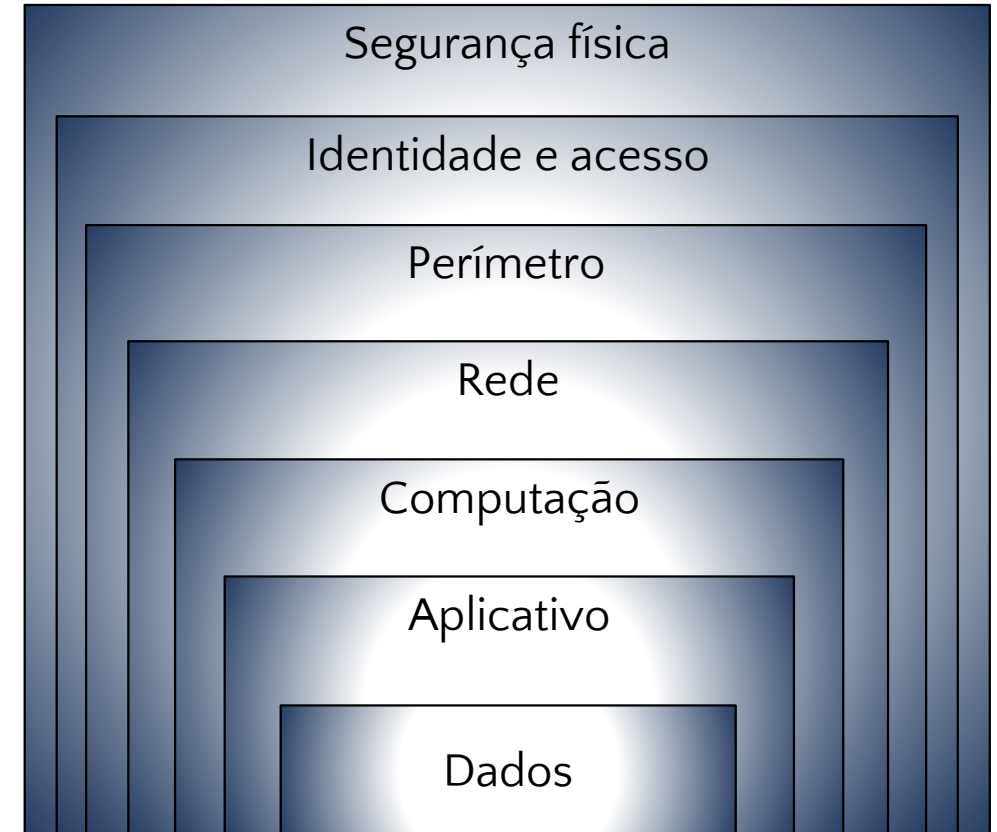 Segurança física
Identidade e acesso
Perímetro
Rede
Computação
Aplicativo
Dados